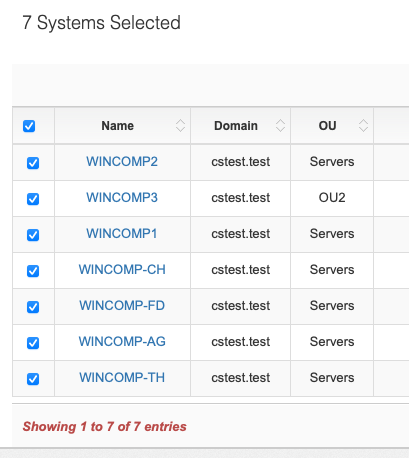 7 Systems Selected
Name Domain OU
WINCOMP2 cstest.test Servers
WINCOMP3 cstest.test OU2
WINCOMP1 cstest.test Servers
WINCOMP-CH cstest.test Servers
WINCOMP-FD cstest.test Servers
WINCOMP-AG cstest.test Servers
WINCOMP-TH cstest.test Servers
Showing 1 to 7 of 7 entries